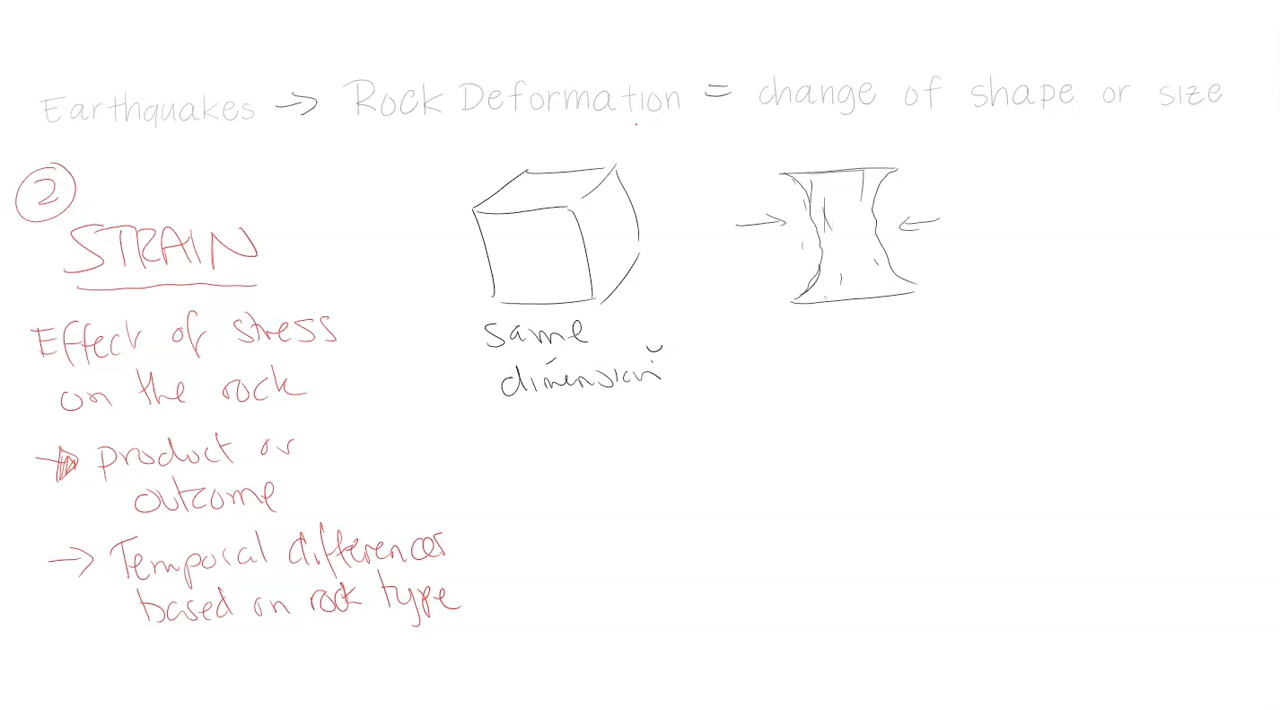 Earthquakes → Rock Deformation = change of shape or size
2
STRAIN
Effect of stress
on the rock
→ product or
outcome
→ Temporal differences
based on rock type
same
dimension